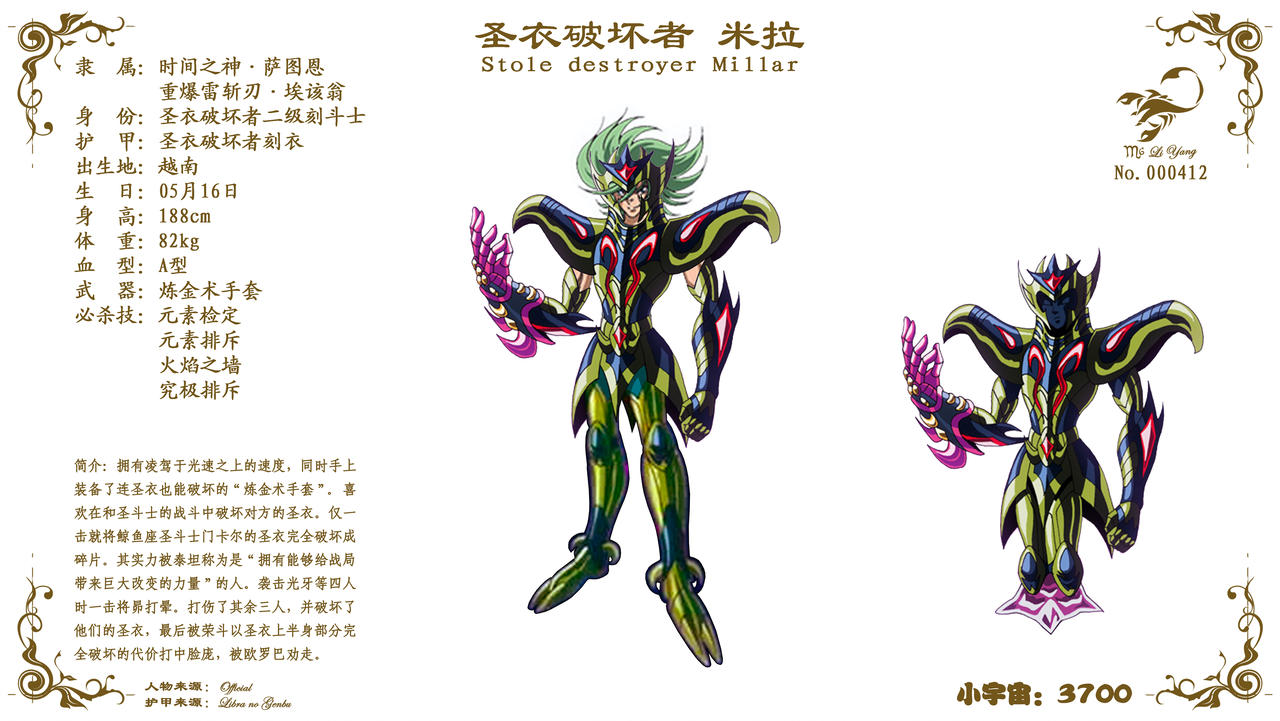 圣衣破坏者 米拉
Stole destroyer Millar
隶 属：时间之神·萨图恩
重爆雷斩刃·埃该翁
身 份：圣衣破坏者二级刻斗士
护 甲：圣衣破坏者刻衣
出生地：越南
生 日：05月16日
身 高：188cm
体 重：82kg
血 型：A型
武 器：炼金术手套
必杀技：元素检定
元素排斥
火焰之墙
究极排斥
简介：拥有凌驾于光速之上的速度，同时手上
装备了连圣衣也能破坏的“炼金术手套”。喜
欢在和圣斗士的战斗中破坏对方的圣衣。仅一
击就将鲸鱼座圣斗士门卡尔的圣衣完全破坏成
碎片。其实力被泰坦称为是“拥有能够给战局
带来巨大改变的力量”的人。袭击光牙等四人
时一击将昴打晕。打伤了其余三人，并破坏了
他们的圣衣，最后被荣斗以圣衣上半身部分完
全破坏的代价打中脸庞，被欧罗巴劝走。
人物来源：Official
护甲来源：Libra no Genbu
Mc Li Yang
No.000412
小宇宙：3700